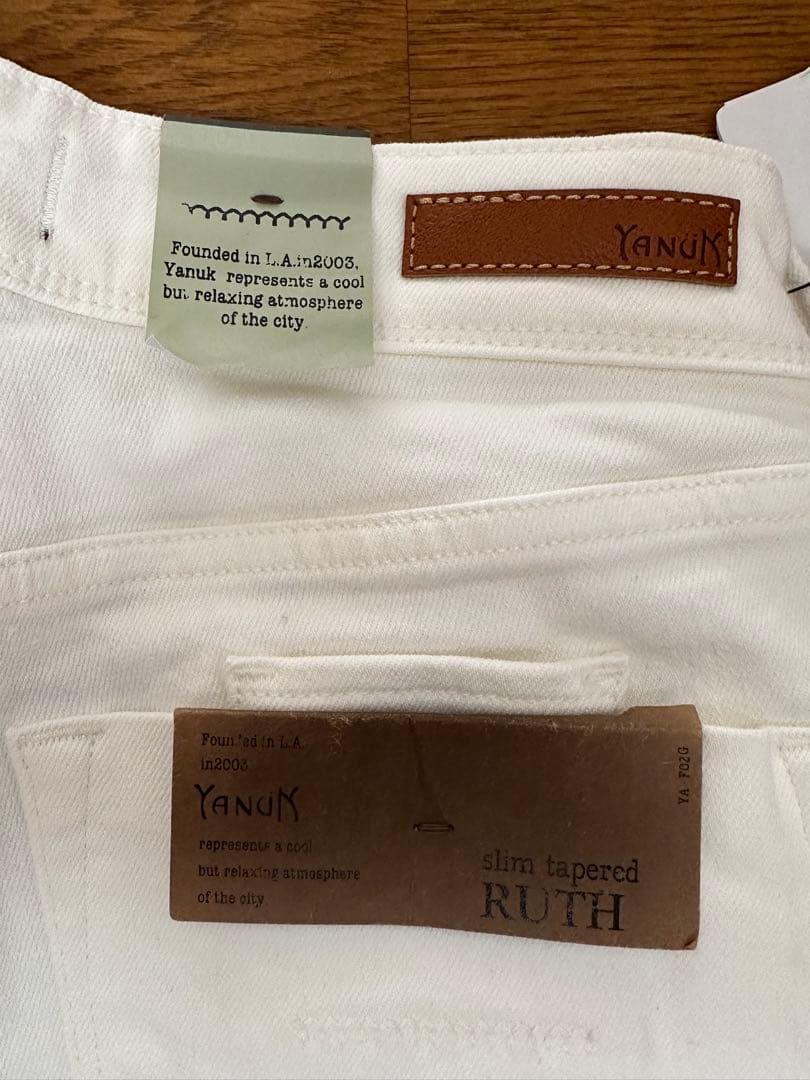 Founded in L.A.in2003,
Yanuk represents a cool
but relaxing atmosphere
of the city.
YANUK
Founded in L.A.
in2003
YANUK
represents a cool
but relaxing atmosphere
of the city
slim tapered
RUTH
YA-F02G